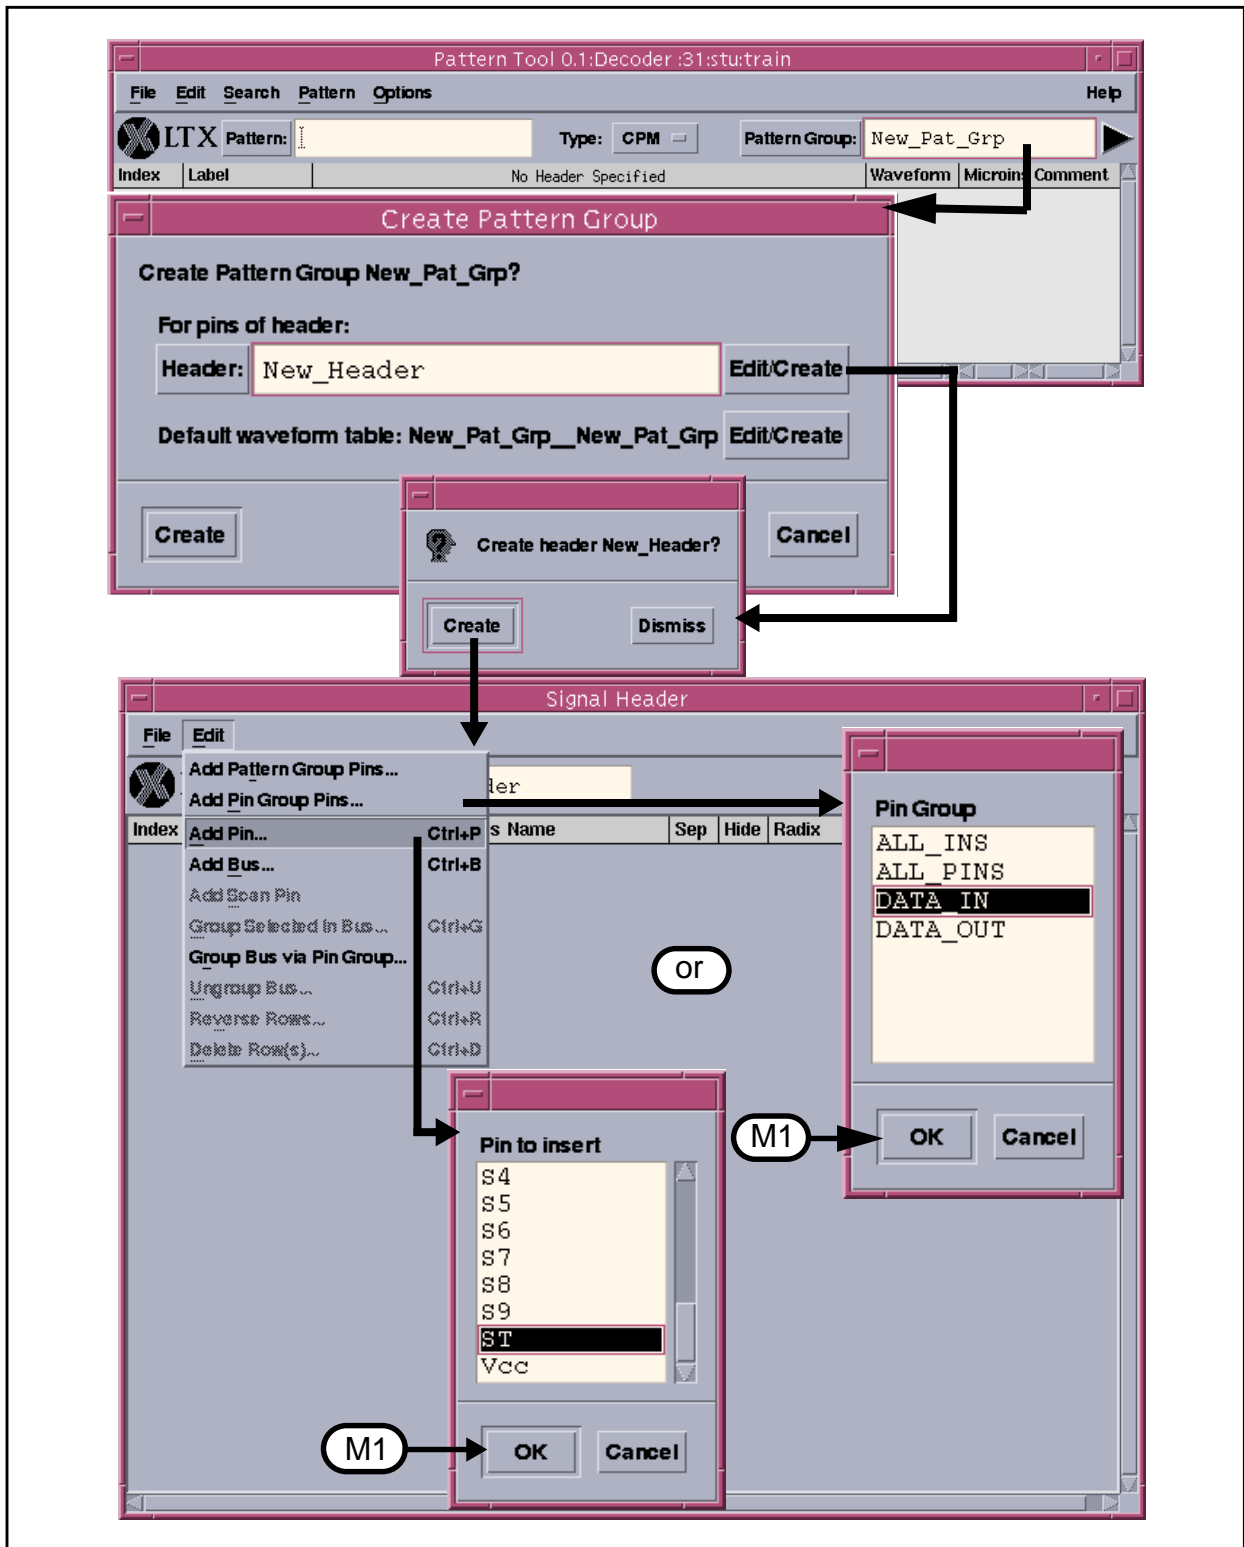 Pattern Tool 0.1:Decoder :31:stu:train
File Edit Search Pattern Options Help
LTX Pattern: Type: CPM Pattern Group: New_Pat_Grp
Index Label No Header Specified Waveform Microins Comment
Create Pattern Group
Create Pattern Group New_Pat_Grp?
For pins of header:
Header: New_Header Edit/Create
Default waveform table: New_Pat_Grp__New_Pat_Grp Edit/Create
Create Cancel
Create header New_Header?
Create Dismiss
Signal Header
File Edit
Add Pattern Group Pins...
Add Pin Group Pins...
Add Pin... Ctrl+P
Add Bus... Ctrl+B
Add Scan Pin
Group Selected in Bus... Ctrl+G
Group Bus via Pin Group...
Ungroup Bus... Ctrl+U
Reverse Rows... Ctrl+R
Delete Row(s)... Ctrl+D
Index s Name Sep Hide Radix
or
Pin Group
ALL_INS
ALL_PINS
DATA_IN
DATA_OUT
M1 OK Cancel
Pin to insert
S4
S5
S6
S7
S8
S9
ST
Vcc
M1 OK Cancel